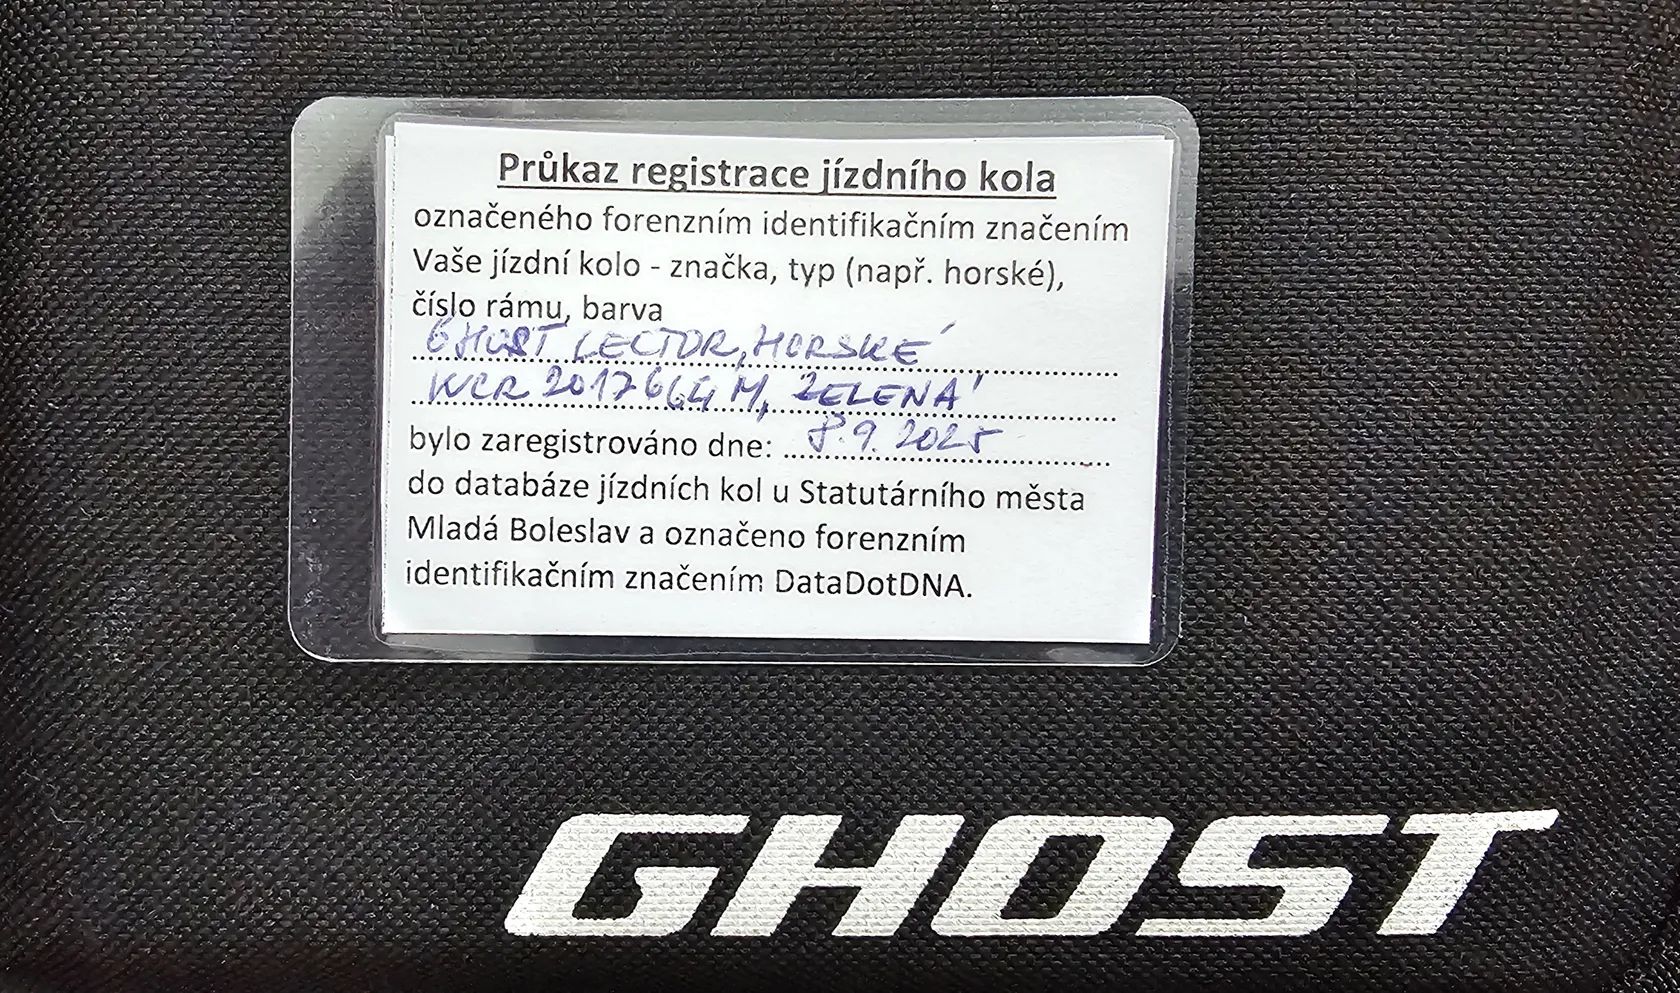 Průkaz registrace jízdního kola
označeného forenzním identifikačním značením
Vaše jízdní kolo - značka, typ (např. horské),
číslo rámu, barva
GHOST LECTOR, HORSKÉ
WCR2017664M, ZELENÁ
bylo zaregistrováno dne: 8.9.2025
do databáze jízdních kol u Statutárního města
Mladá Boleslav a označeno forenzním
identifikačním značením DataDotDNA.
GHOST